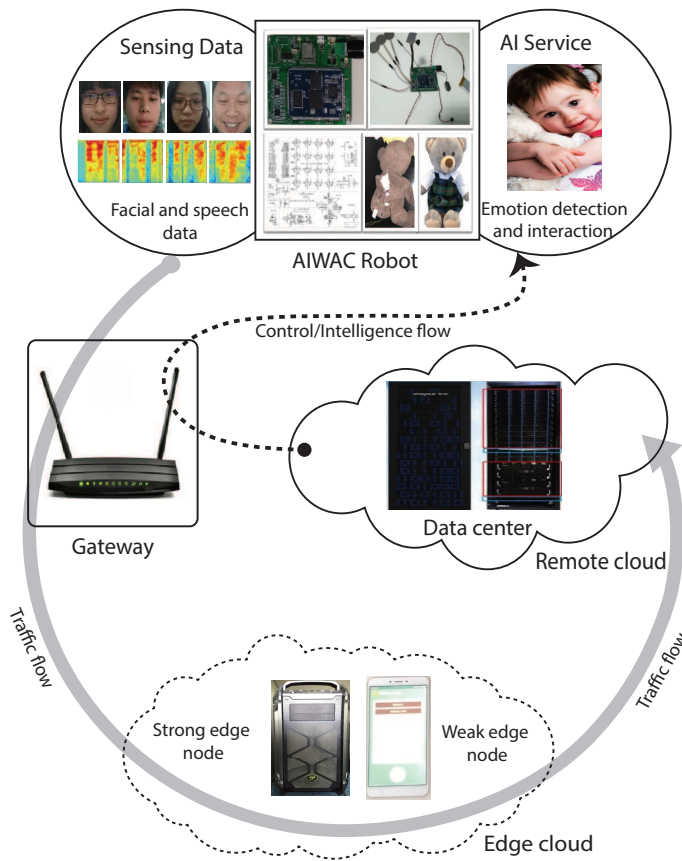 Sensing Data
AI Service
Facial and speech
data
Emotion detection
and interaction
AIWAC Robot
Control/Intelligence flow
Gateway
Data center
Remote cloud
Traffic flow
Traffic flow
Strong edge
node
Weak edge
node
Edge cloud